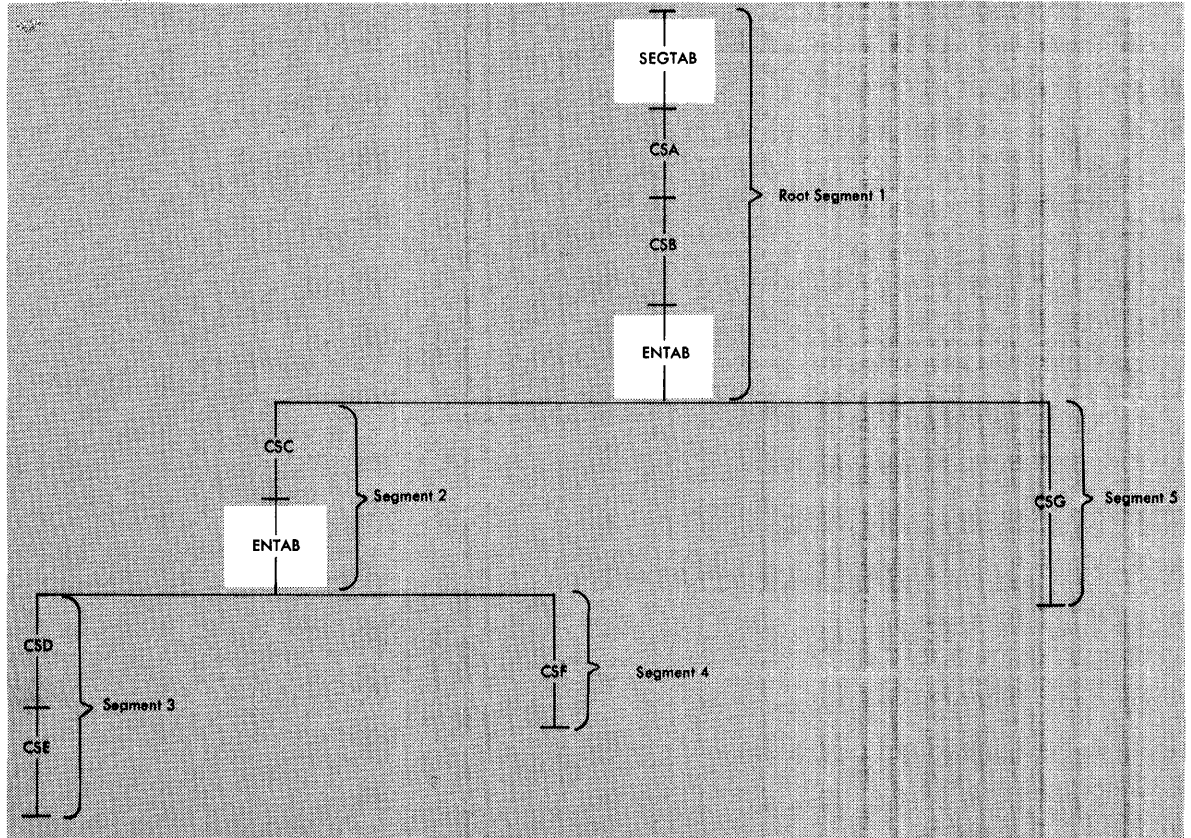 SEGTAB
CSA
Root Segment 1
CSB
ENTAB
CSC
Segment 2
CSG
Segment 5
ENTAB
CSD
CSF
Segment 4
Segment 3
CSE